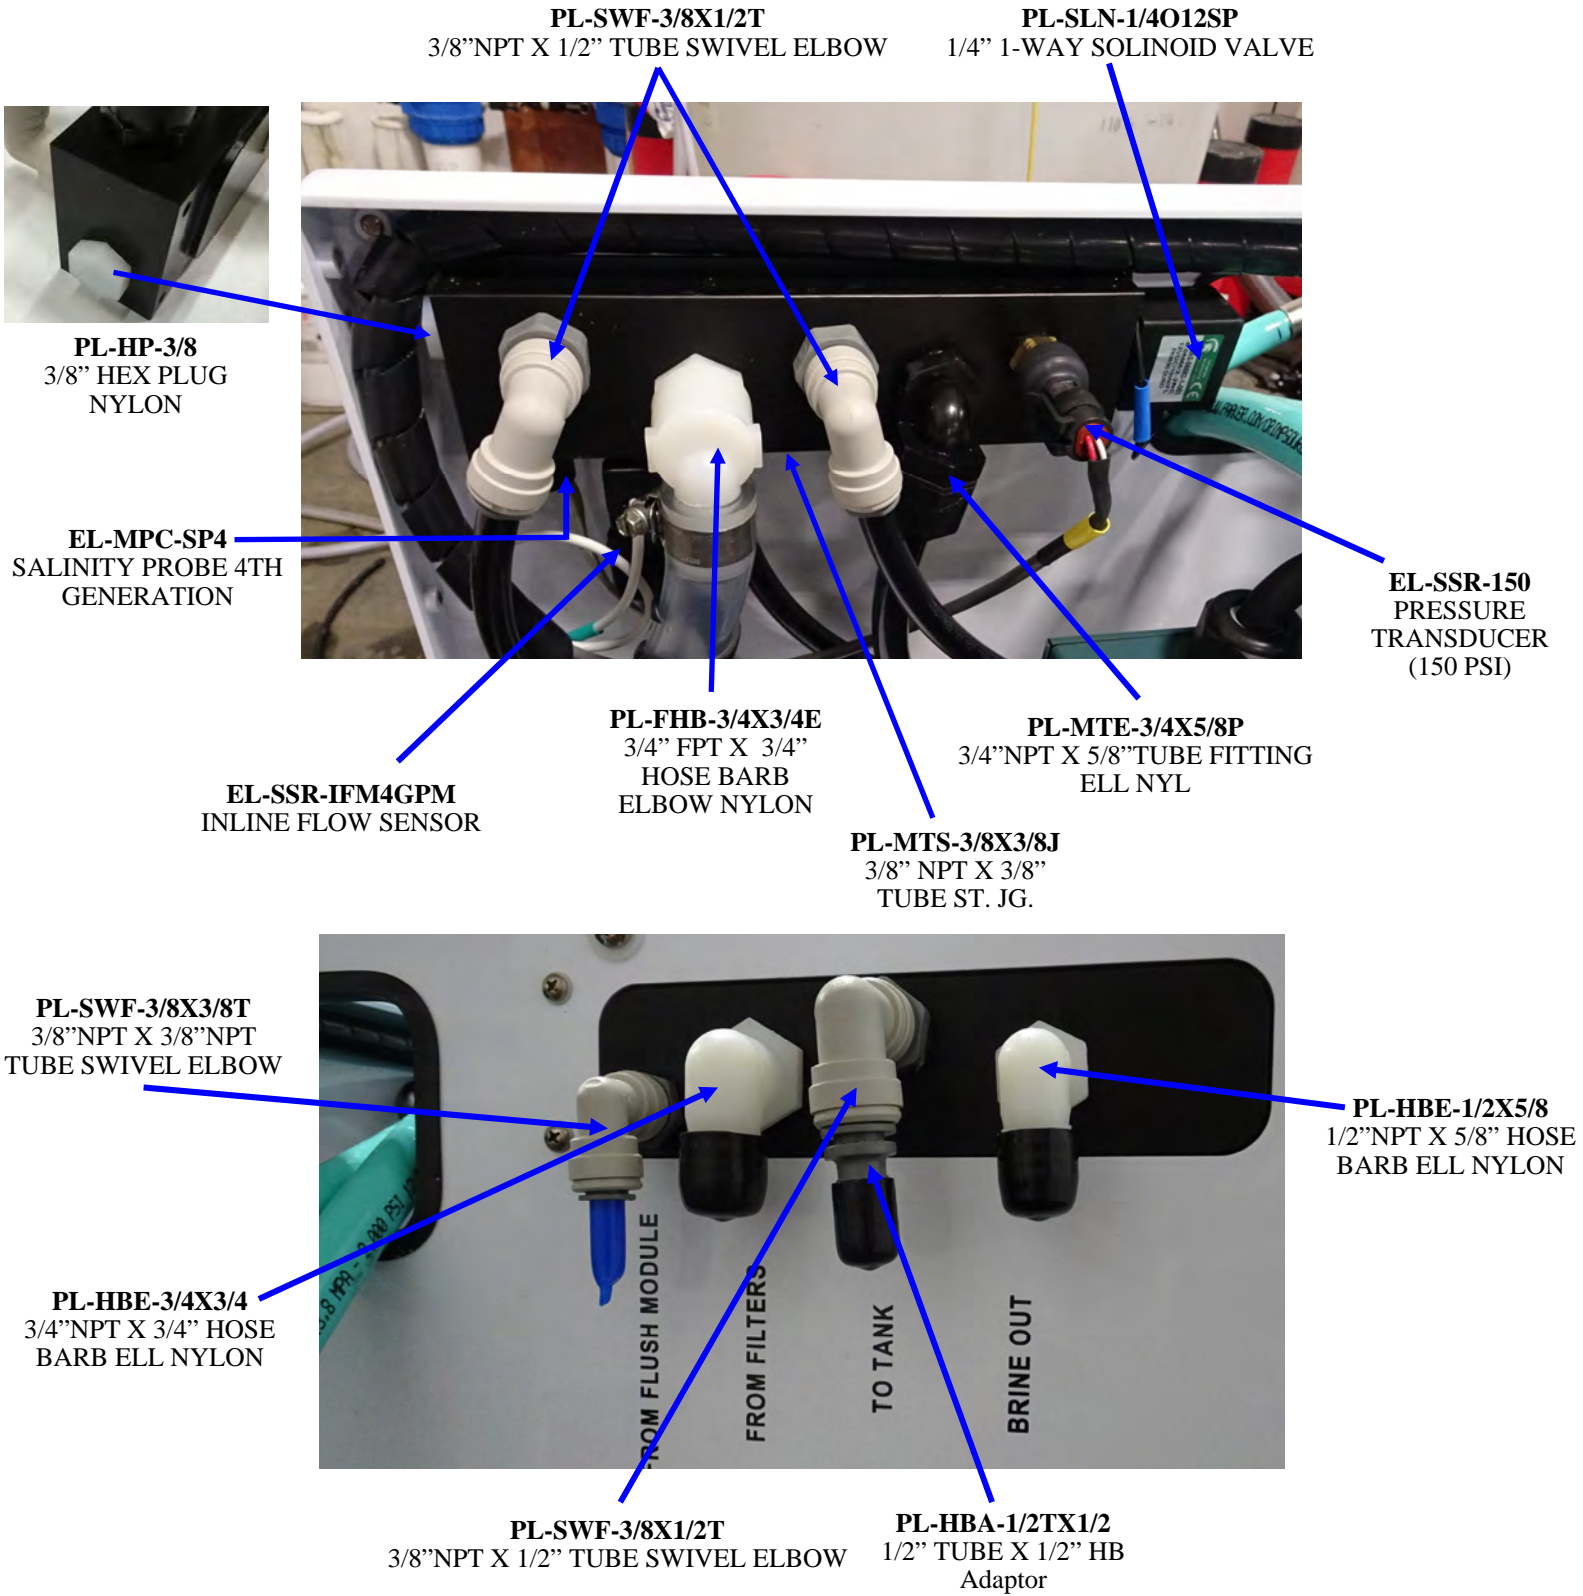 PL-SWF-3/8X1/2T
3/8”NPT X 1/2” TUBE SWIVEL ELBOW
PL-SLN-1/4O12SP
1/4” 1-WAY SOLINOID VALVE
PL-HP-3/8
3/8” HEX PLUG
NYLON
EL-MPC-SP4
SALINITY PROBE 4TH
GENERATION
EL-SSR-150
PRESSURE
TRANSDUCER
(150 PSI)
EL-SSR-IFM4GPM
INLINE FLOW SENSOR
PL-FHB-3/4X3/4E
3/4” FPT X 3/4”
HOSE BARB
ELBOW NYLON
PL-MTE-3/4X5/8P
3/4”NPT X 5/8”TUBE FITTING
ELL NYL
PL-MTS-3/8X3/8J
3/8” NPT X 3/8”
TUBE ST. JG.
PL-SWF-3/8X3/8T
3/8”NPT X 3/8”NPT
TUBE SWIVEL ELBOW
PL-HBE-1/2X5/8
1/2”NPT X 5/8” HOSE
BARB ELL NYLON
PL-HBE-3/4X3/4
3/4”NPT X 3/4” HOSE
BARB ELL NYLON
FROM FLUSH MODULE
FROM FILTERS
TO TANK
BRINE OUT
PL-SWF-3/8X1/2T
3/8”NPT X 1/2” TUBE SWIVEL ELBOW
PL-HBA-1/2TX1/2
1/2” TUBE X 1/2” HB
Adaptor